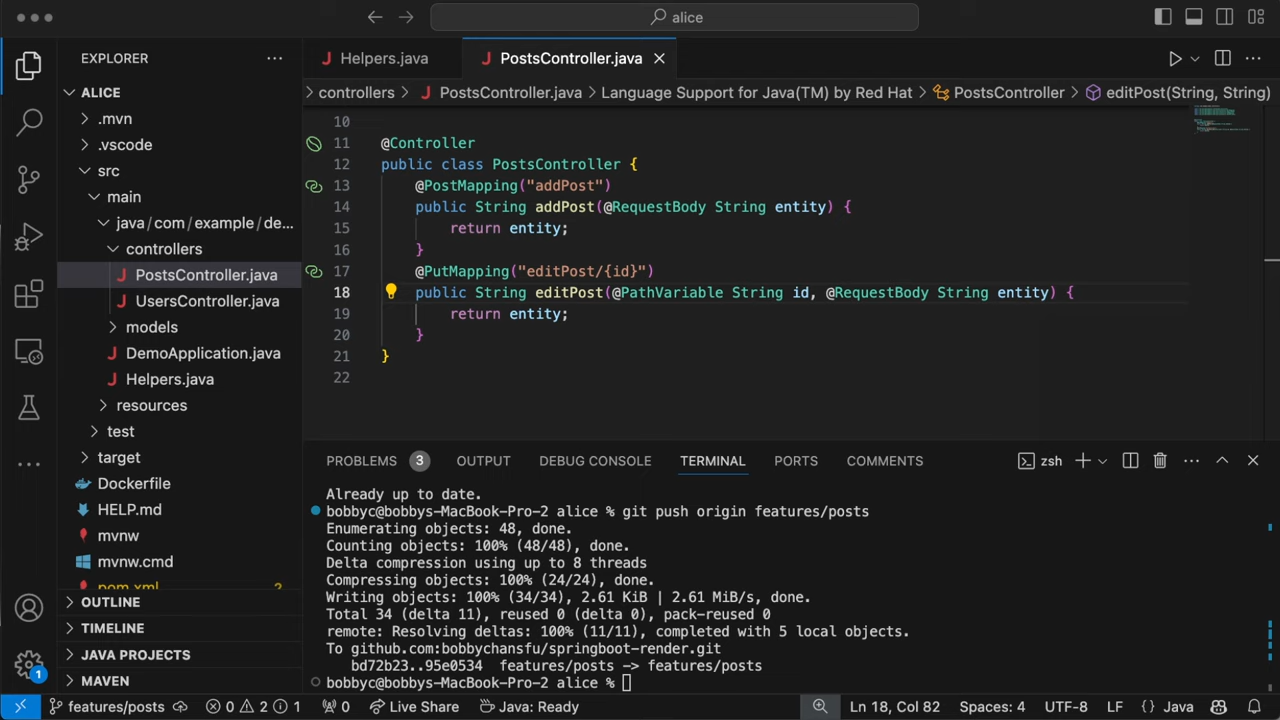 alice
EXPLORER
Helpers.java
PostsController.java
controllers > PostsController.java > Language Support for Java(TM) by Red Hat > PostsController > editPost(String, String)
ALICE
.mvn
.vscode
src
main
java/com/example/de...
controllers
PostsController.java
UsersController.java
models
DemoApplication.java
Helpers.java
resources
test
target
Dockerfile
HELP.md
mvnw
mvnw.cmd
pom.xml 2
OUTLINE
TIMELINE
JAVA PROJECTS
MAVEN
1
10
11 @Controller
12 public class PostsController {
13 @PostMapping("addPost")
14 public String addPost(@RequestBody String entity) {
15 return entity;
16 }
17 @PutMapping("editPost/{id}")
18 public String editPost(@PathVariable String id, @RequestBody String entity) {
19 return entity;
20 }
21 }
22
PROBLEMS 3 OUTPUT DEBUG CONSOLE TERMINAL PORTS COMMENTS zsh
Already up to date.
bobbyc@bobbys-MacBook-Pro-2 alice % git push origin features/posts
Enumerating objects: 48, done.
Counting objects: 100% (48/48), done.
Delta compression using up to 8 threads
Compressing objects: 100% (24/24), done.
Writing objects: 100% (34/34), 2.61 KiB | 2.61 MiB/s, done.
Total 34 (delta 11), reused 0 (delta 0), pack-reused 0
remote: Resolving deltas: 100% (11/11), completed with 5 local objects.
To github.com:bobbychansfu/springboot-render.git
bd72b23..95e0534 features/posts -> features/posts
bobbyc@bobbys-MacBook-Pro-2 alice %
features/posts 0 2 1 0 Live Share Java: Ready Ln 18, Col 82 Spaces: 4 UTF-8 LF {} Java